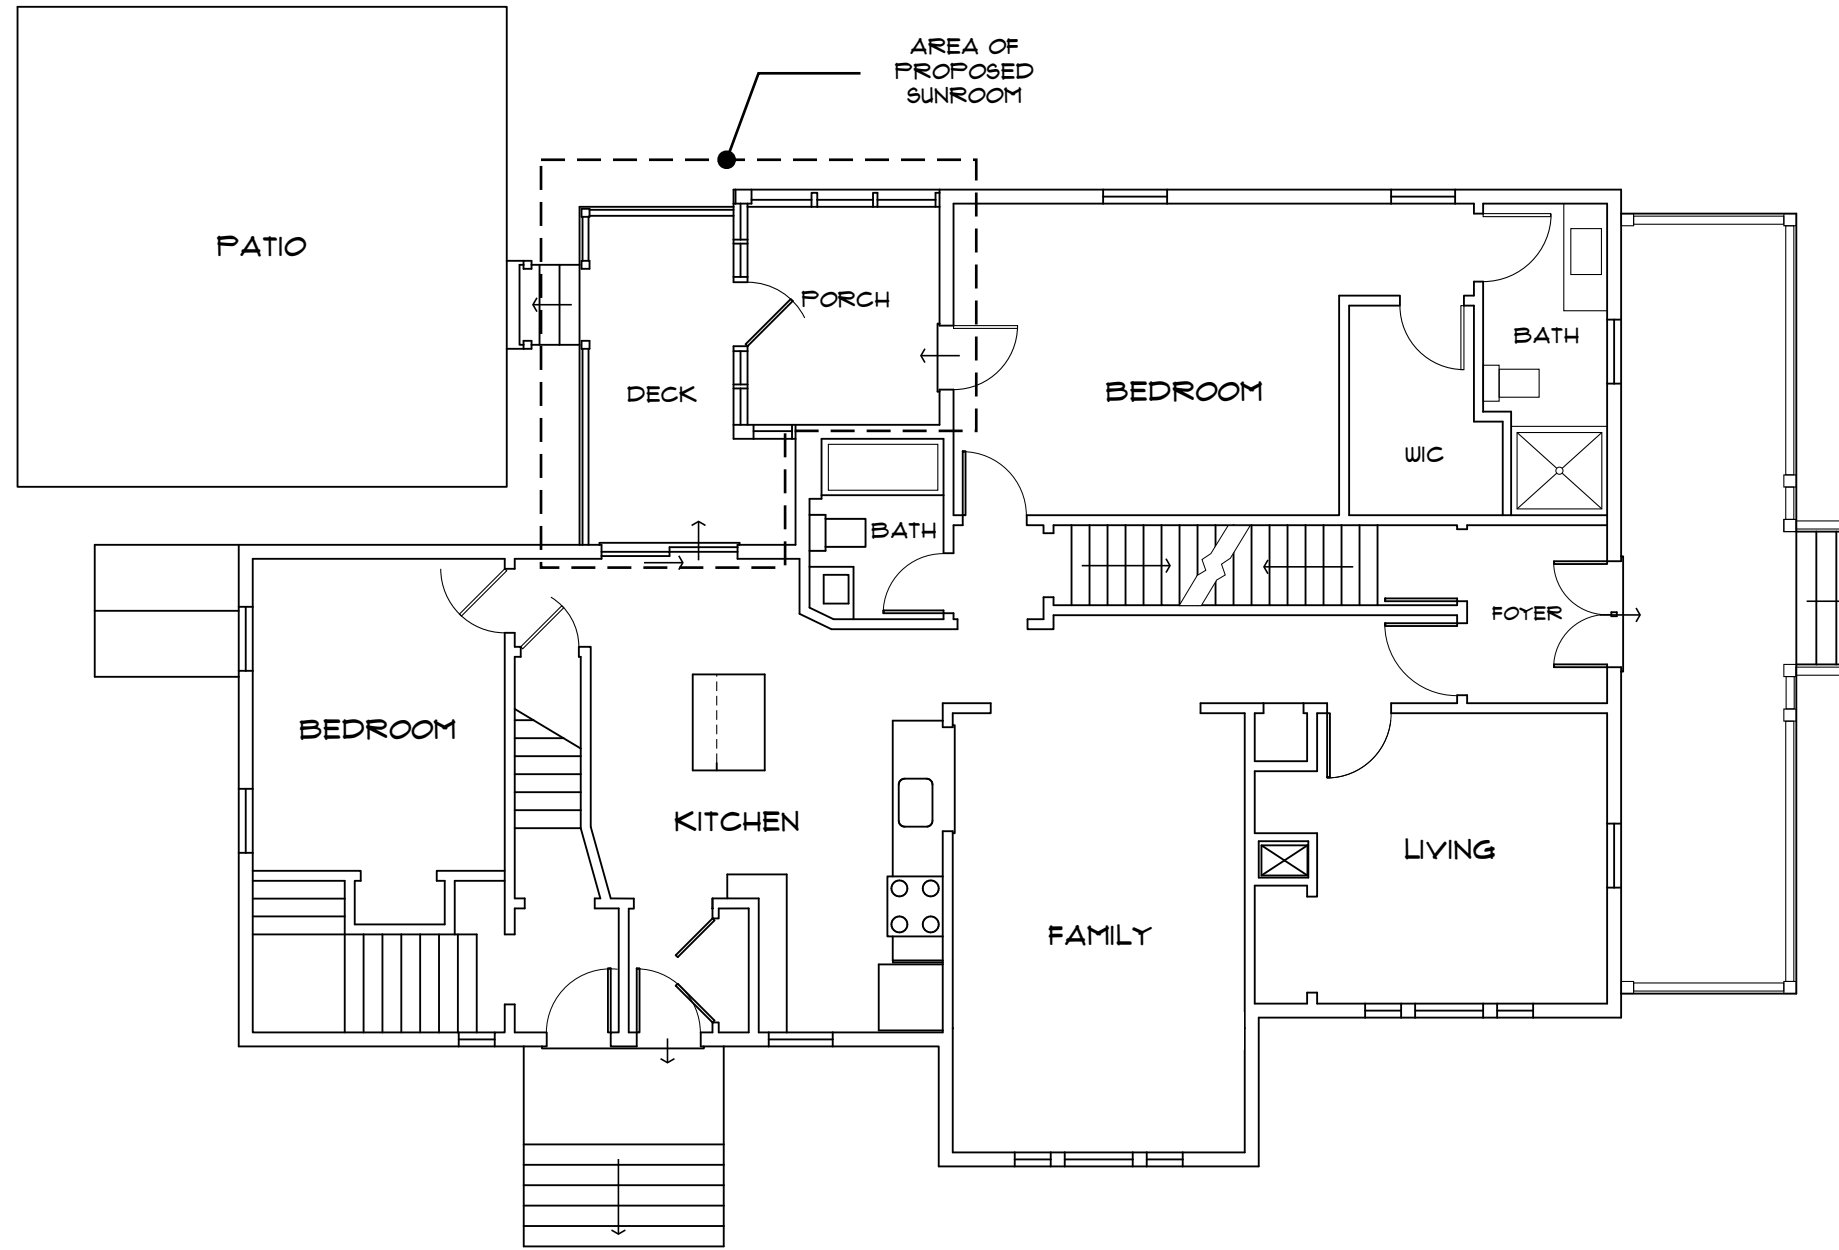 AREA OF
PROPOSED
SUNROOM
PATIO
PORCH
BATH
DECK
BEDROOM
WIC
BATH
FOYER
BEDROOM
KITCHEN
LIVING
FAMILY